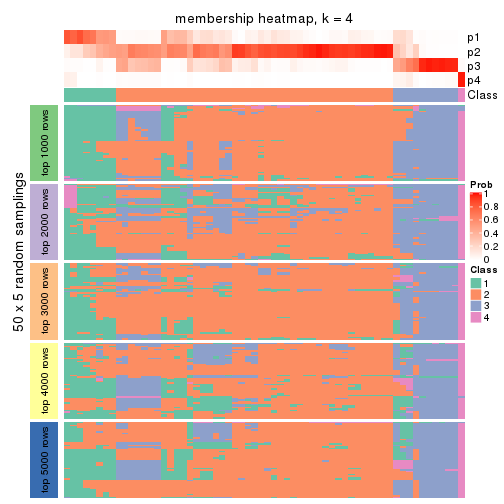 membership heatmap, k = 4
p1
p2
p3
p4
Class
50 x 5 random samplings
top 1000 rows
top 2000 rows
top 3000 rows
top 4000 rows
top 5000 rows
Prob
1
0.8
0.6
0.4
0.2
0
Class
1
2
3
4